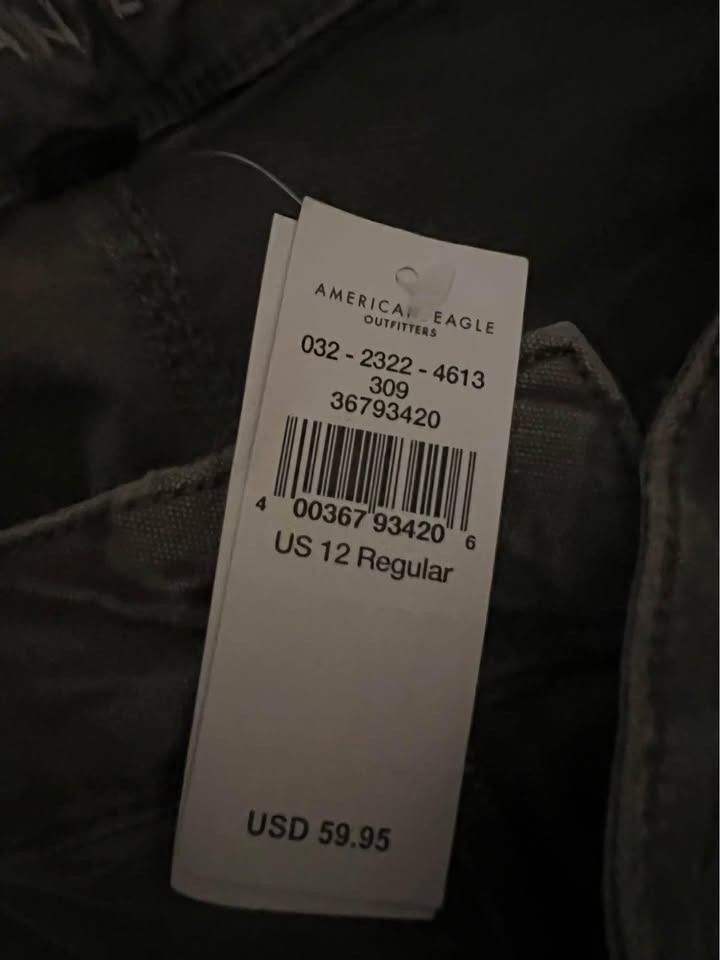 AMERICAN EAGLE
OUTFITTERS
032 - 2322 - 4613
309
36793420
4 00367 93420 6
US 12 Regular
USD 59.95